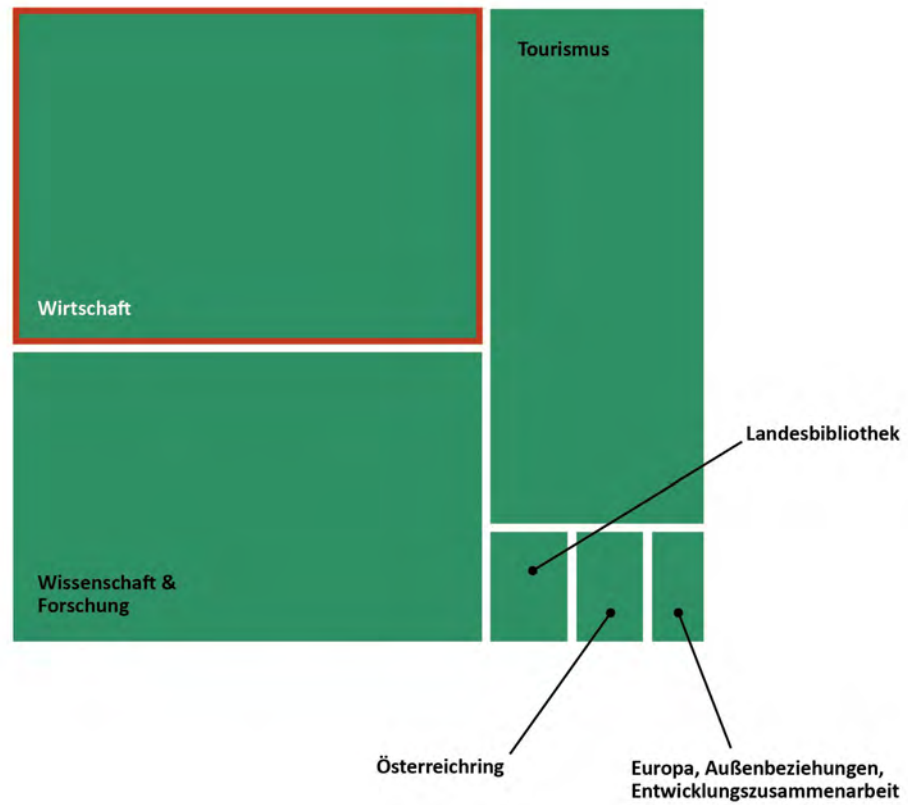 Tourismus
Wirtschaft
Landesbibliothek
Wissenschaft &
Forschung
Österreichring
Europa, Außenbeziehungen,
Entwicklungszusammenarbeit